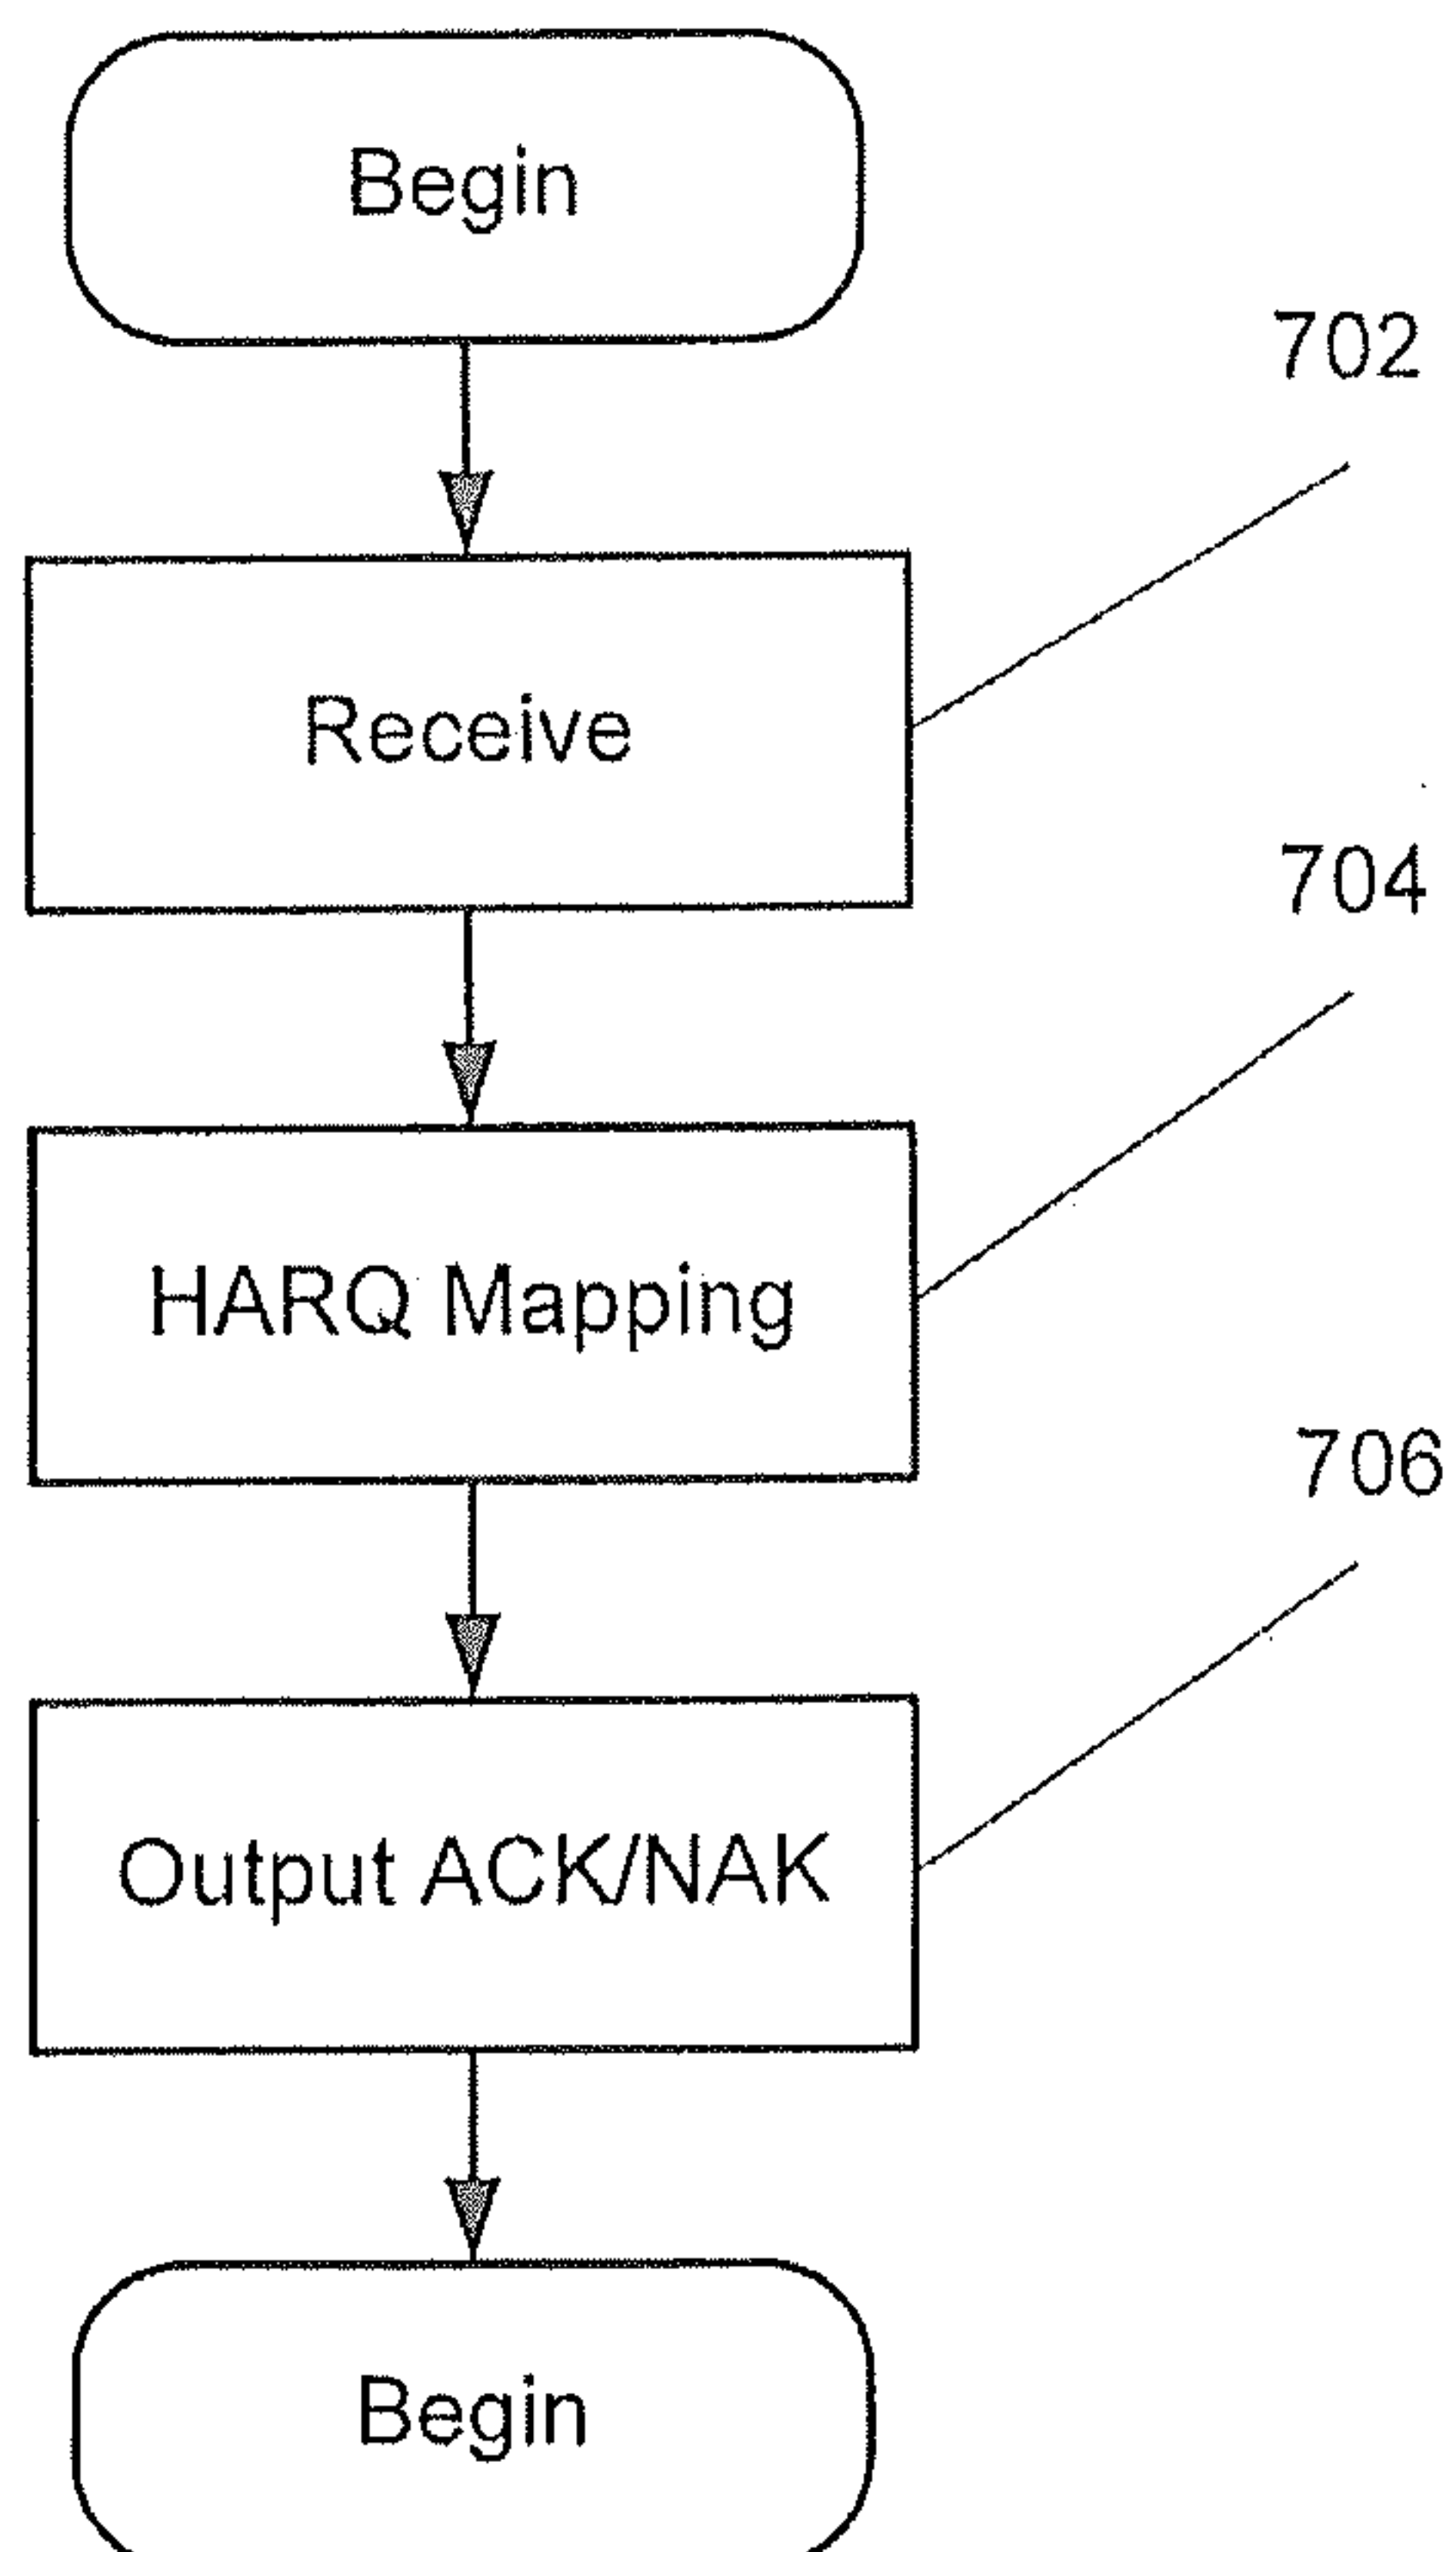 Begin
702
Receive
704
HARQ Mapping
706
Output ACK/NAK
Begin